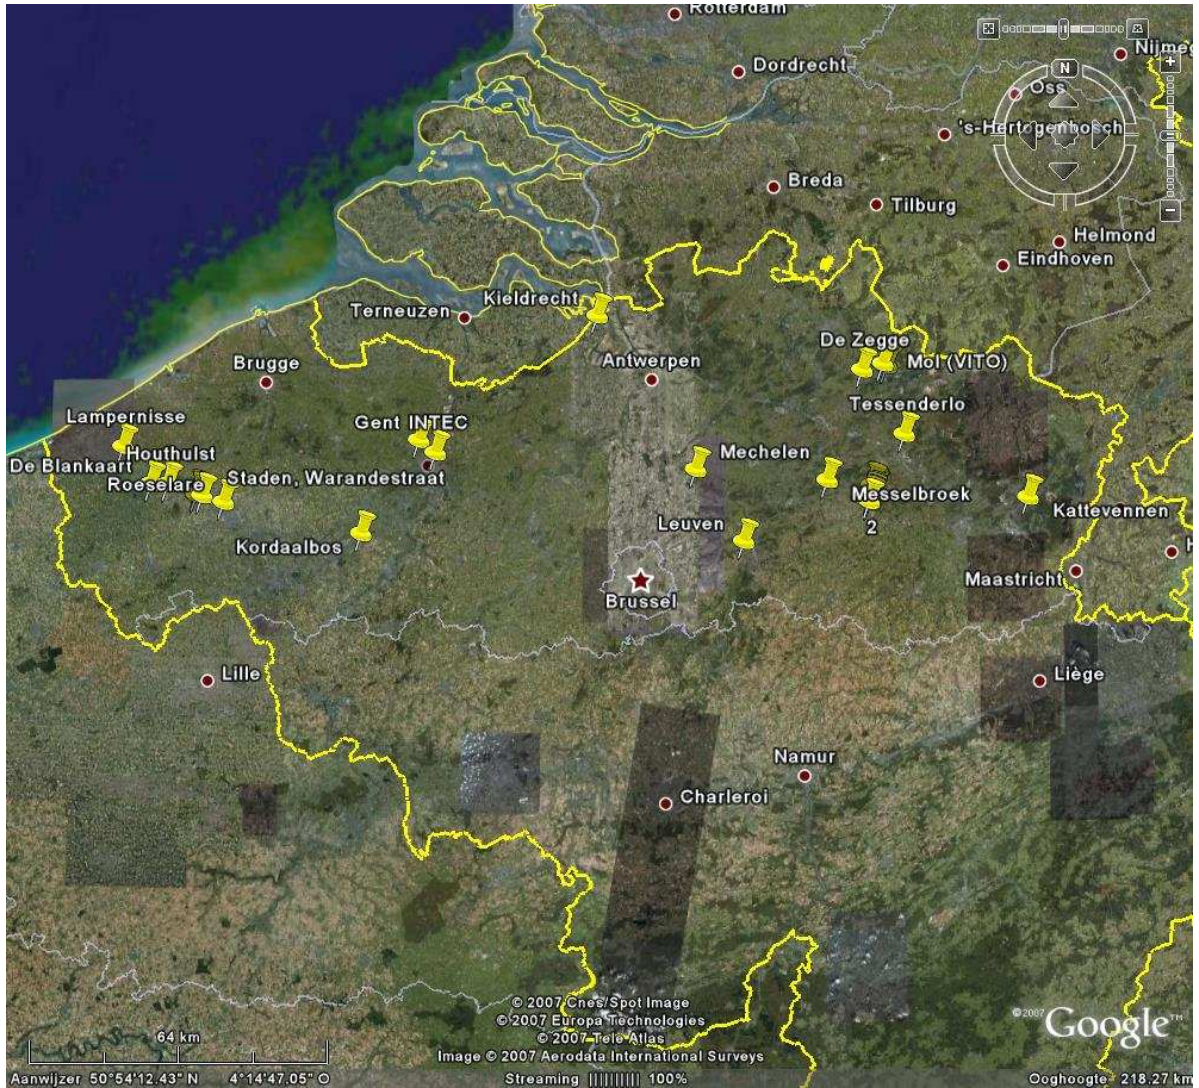 Rotterdam
Dordrecht
Oss
's-Hertogenbosch
N
Breda
Tilburg
Helmond
Eindhoven
Kieldrecht
Terneuzen
De Zegge
Mol (VITO)
Brugge
Antwerpen
Tessenderlo
Lampernisse
Gent INTEC
Houthulst
De Blankaart
Mechelen
Roeselare
Staden, Warandestraat
Messelbroek
2
Kattevennen
Leuven
Kordaalbos
Maastricht
Brussel
Lille
Liège
Namur
Charleroi
© 2007 Cnes/Spot Image
© 2007 Europa Technologies
© 2007 Tele Atlas
Image © 2007 Aerodata International Surveys
©2007 Google™
64 km
Aanwijzer 50°54'12.43" N 4°14'47.05" O
Streaming 100%
Ooghoogte 218.27 km